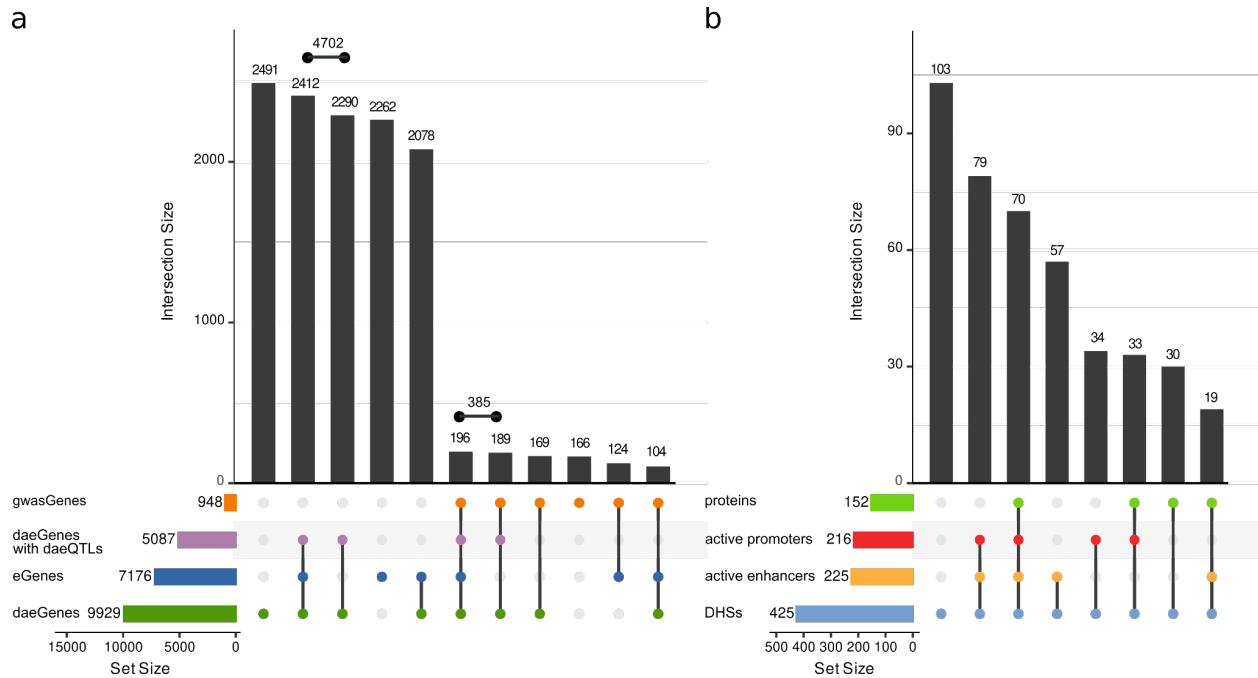 a
b
4702
2491
2412
2290
2262
2078
385
196
189
169
166
124
104
2000
1000
0
Intersection Size
gwasGenes
948
daeGenes
with daeQTLs
5087
eGenes
7176
daeGenes
9929
15000 10000 5000 0
Set Size
103
79
70
57
34
33
30
19
90
60
30
0
Intersection Size
proteins
152
active promoters
216
active enhancers
225
DHSs
425
500 400 300 200 100 0
Set Size